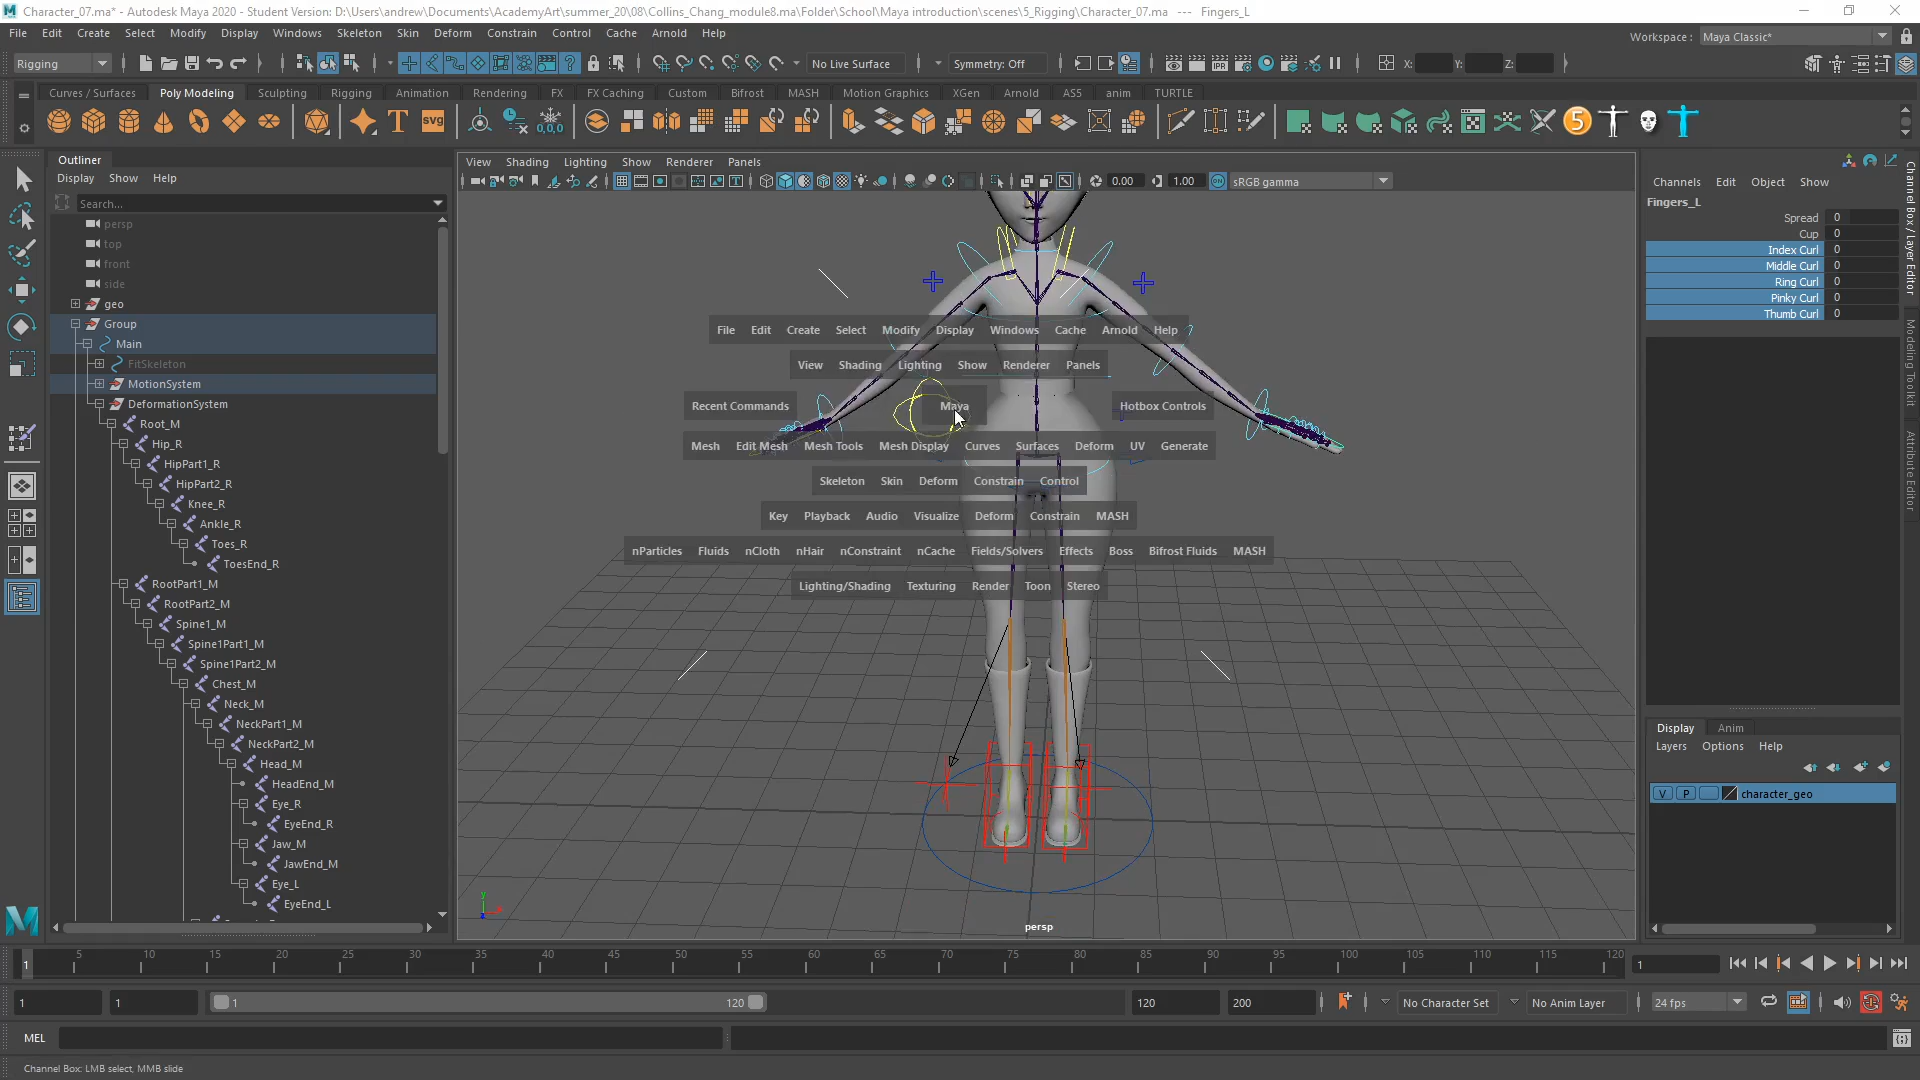 Character_07.ma* - Autodesk Maya 2020 - Student Version: D:\Users\andrew\Documents\AcademyArt\summer_20\08\Collins_Chang_module8.ma\Folder\School\Maya introduction\scenes\5_Rigging\Character_07.ma --- Fingers_L
File Edit Create Select Modify Display Windows Skeleton Skin Deform Constrain Control Cache Arnold Help
Workspace : Maya Classic*
Rigging
No Live Surface
Symmetry: Off
X: Y: Z:
Curves / Surfaces Poly Modeling Sculpting Rigging Animation Rendering FX FX Caching Custom Bifrost MASH Motion Graphics XGen Arnold AS5 anim TURTLE
T svg 0,0,0 5
Outliner
Display Show Help
Search...
persp
top
front
side
geo
Group
Main
FitSkeleton
MotionSystem
DeformationSystem
Root_M
Hip_R
HipPart1_R
HipPart2_R
Knee_R
Ankle_R
Toes_R
ToesEnd_R
RootPart1_M
RootPart2_M
Spine1_M
Spine1Part1_M
Spine1Part2_M
Chest_M
Neck_M
NeckPart1_M
NeckPart2_M
Head_M
HeadEnd_M
Eye_R
EyeEnd_R
Jaw_M
JawEnd_M
Eye_L
EyeEnd_L
View Shading Lighting Show Renderer Panels
0.00 1.00 sRGB gamma
File Edit Create Select Modify Display Windows Cache Arnold Help
View Shading Lighting Show Renderer Panels
Recent Commands Maya Hotbox Controls
Mesh Edit Mesh Mesh Tools Mesh Display Curves Surfaces Deform UV Generate
Skeleton Skin Deform Constrain Control
Key Playback Audio Visualize Deform Constrain MASH
nParticles Fluids nCloth nHair nConstraint nCache Fields/Solvers Effects Boss Bifrost Fluids MASH
Lighting/Shading Texturing Render Toon Stereo
y
persp
Channels Edit Object Show
Fingers_L
Spread 0
Cup 0
Index Curl 0
Middle Curl 0
Ring Curl 0
Pinky Curl 0
Thumb Curl 0
Channel Box / Layer Editor
Modeling Toolkit
Attribute Editor
Display Anim
Layers Options Help
V P character_geo
1 5 10 15 20 25 30 35 40 45 50 55 60 65 70 75 80 85 90 95 100 105 110 115 120
1
1 1 1 120 120 200 No Character Set No Anim Layer 24 fps
MEL
Channel Box: LMB select, MMB slide